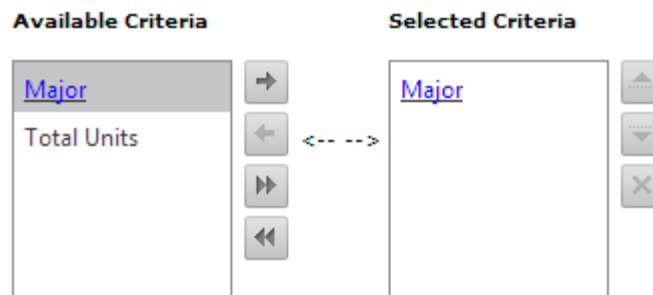 Available Criteria
Selected Criteria
Major
Major
Total Units
<-- -->